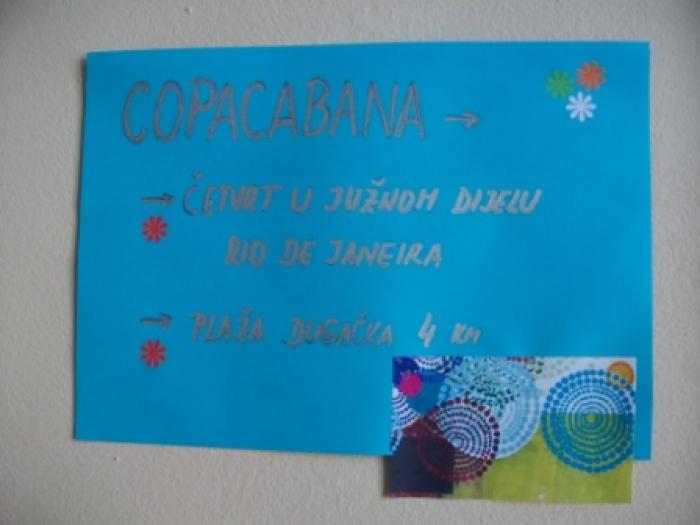 COPACABANA →
→ ČETVRT U JUŽNOM DIJELU
RIO DE JANEIRA
→ PLAŽA DUGAČKA 4 KM